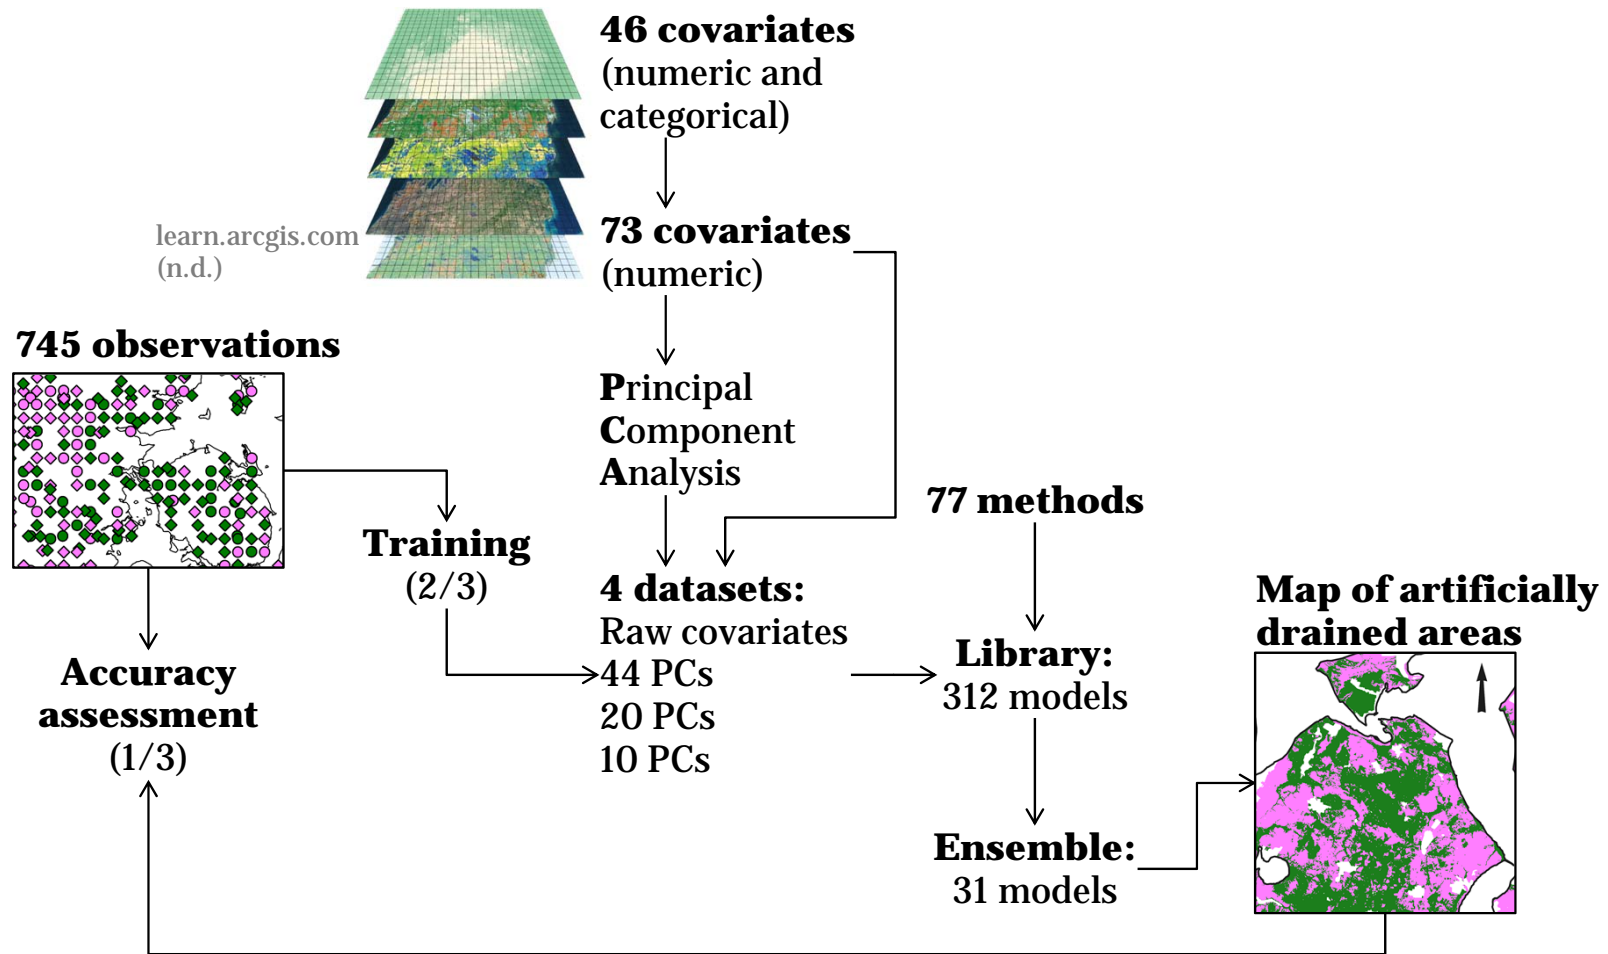 46 covariates
(numeric and
categorical)
learn.arcgis.com
(n.d.)
73 covariates
(numeric)
745 observations
Principal
Component
Analysis
77 methods
Training
(2/3)
4 datasets:
Raw covariates
44 PCs
20 PCs
10 PCs
Library:
312 models
Map of artificially
drained areas
Accuracy
assessment
(1/3)
Ensemble:
31 models